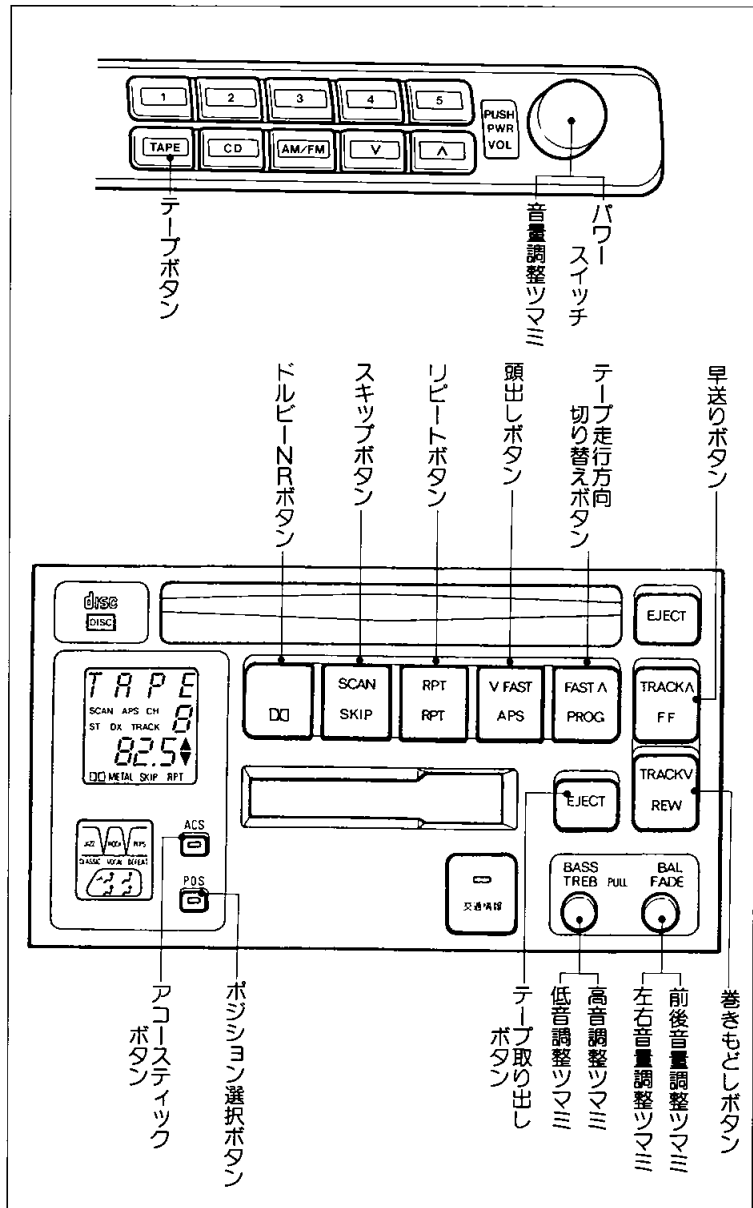 1 2 3 4 5
TAPE CD AM/FM ∨ ∧
PUSH
PWR
VOL
パワー
スイッチ
音量調整ツマミ
テープボタン
早送りボタン
テープ走行方向
切り替えボタン
頭出しボタン
リピートボタン
スキップボタン
ドルビーNRボタン
disc
DISC
EJECT
SCAN
SKIP
RPT
RPT
V FAST
APS
FAST ∧
PROG
TRACK∧
FF
TAPE
SCAN APS CH
8
ST DX TRACK
82.5
METAL SKIP RPT
EJECT
TRACK∨
REW
ACS
JAZZ ROCK POPS
CLASSIC VOCAL DEFEAT
POS
交通情報
BASS
TREB
PULL
BAL
FADE
巻きもどしボタン
前後音量調整ツマミ
左右音量調整ツマミ
高音調整ツマミ
低音調整ツマミ
テープ取り出し
ボタン
ポジション選択ボタン
アコースティック
ボタン